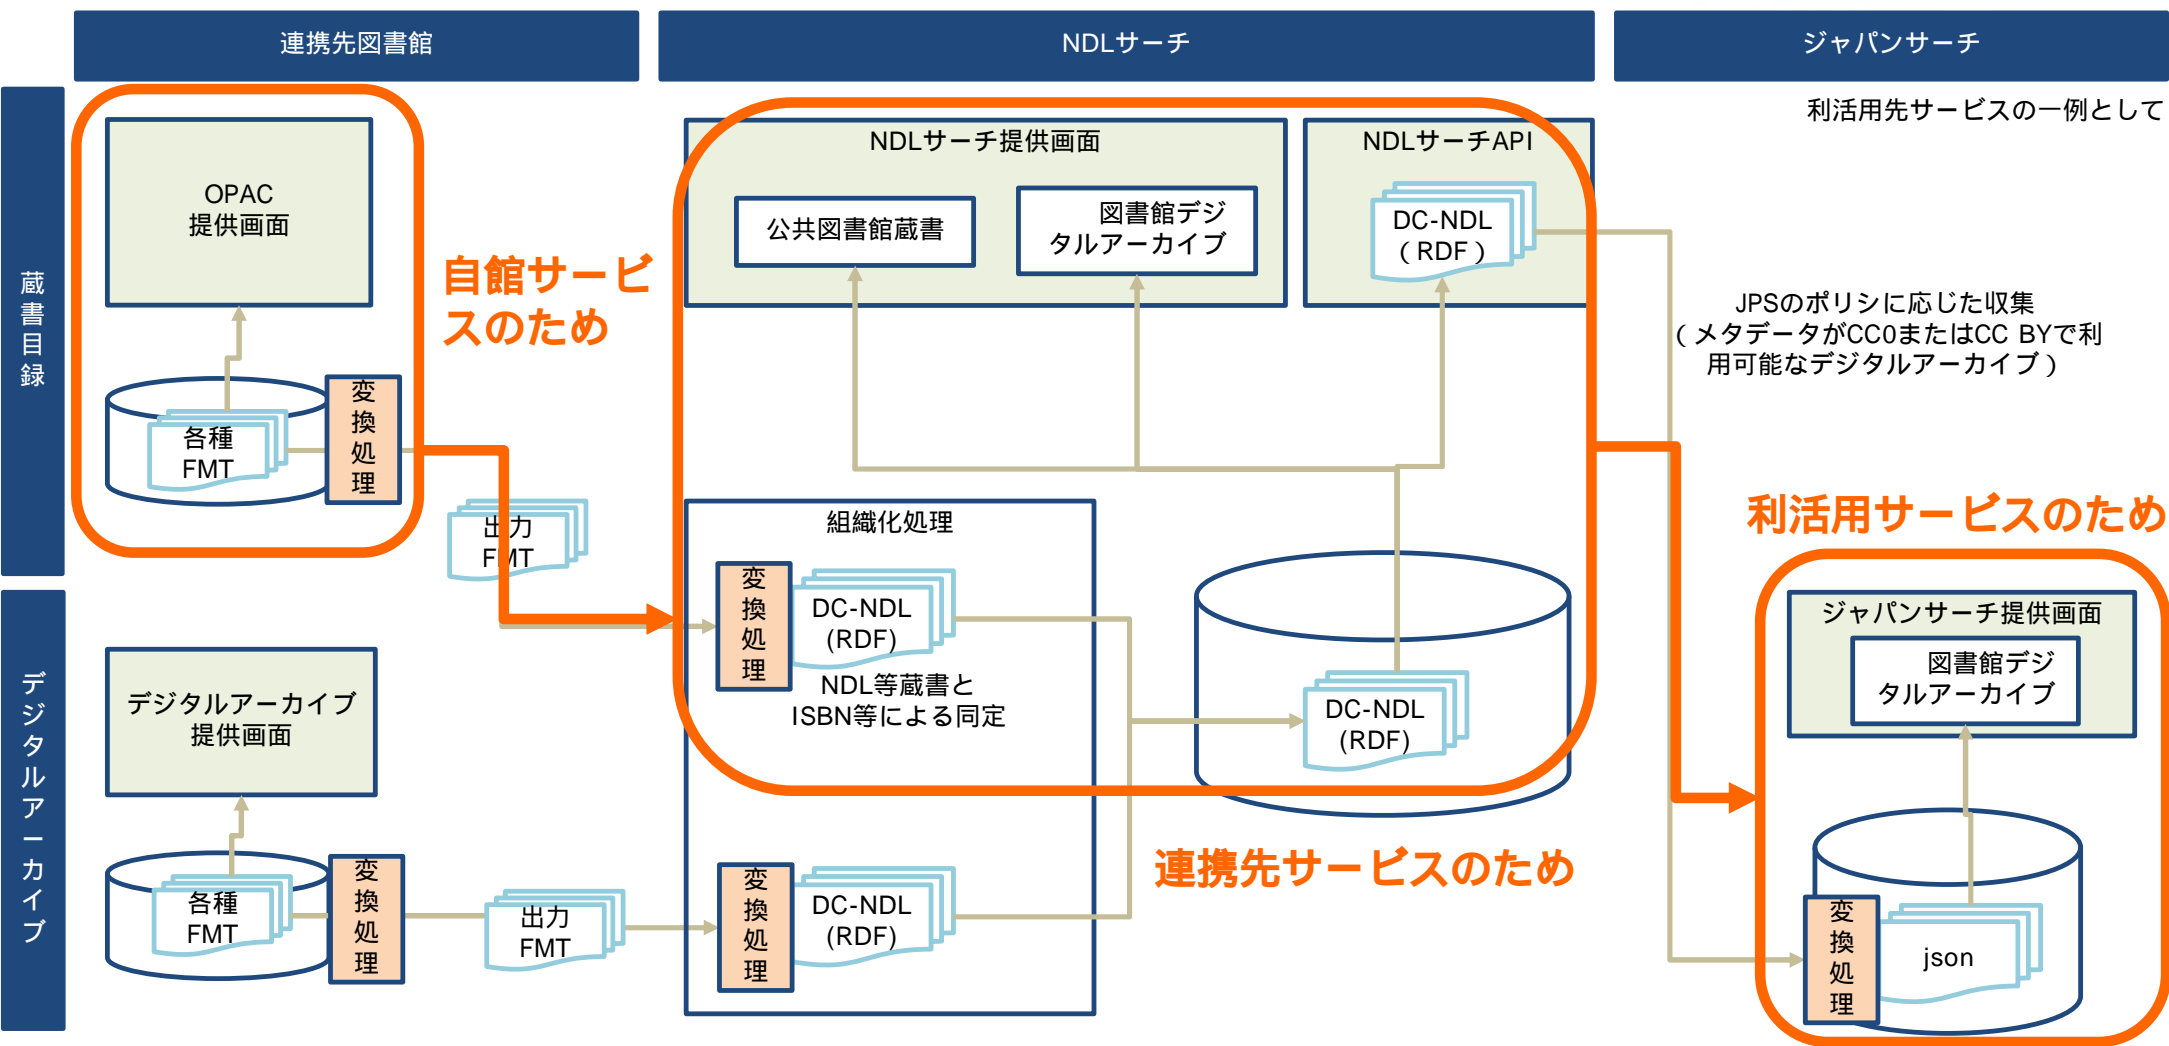 連携先図書館
NDLサーチ
ジャパンサーチ
蔵書目録
デジタルアーカイブ
OPAC
提供画面
各種
FMT
変換処理
自館サービ
スのため
出力
FMT
デジタルアーカイブ
提供画面
各種
FMT
変換処理
出力
FMT
NDLサーチ提供画面
公共図書館蔵書
図書館デジ
タルアーカイブ
NDLサーチAPI
DC-NDL
（RDF）
組織化処理
変換処理
DC-NDL
(RDF)
NDL等蔵書と
ISBN等による同定
変換処理
DC-NDL
(RDF)
DC-NDL
(RDF)
連携先サービスのため
利活用先サービスの一例として
JPSのポリシに応じた収集
（メタデータがCC0またはCC BYで利
用可能なデジタルアーカイブ）
利活用サービスのため
ジャパンサーチ提供画面
図書館デジ
タルアーカイブ
変換処理
json